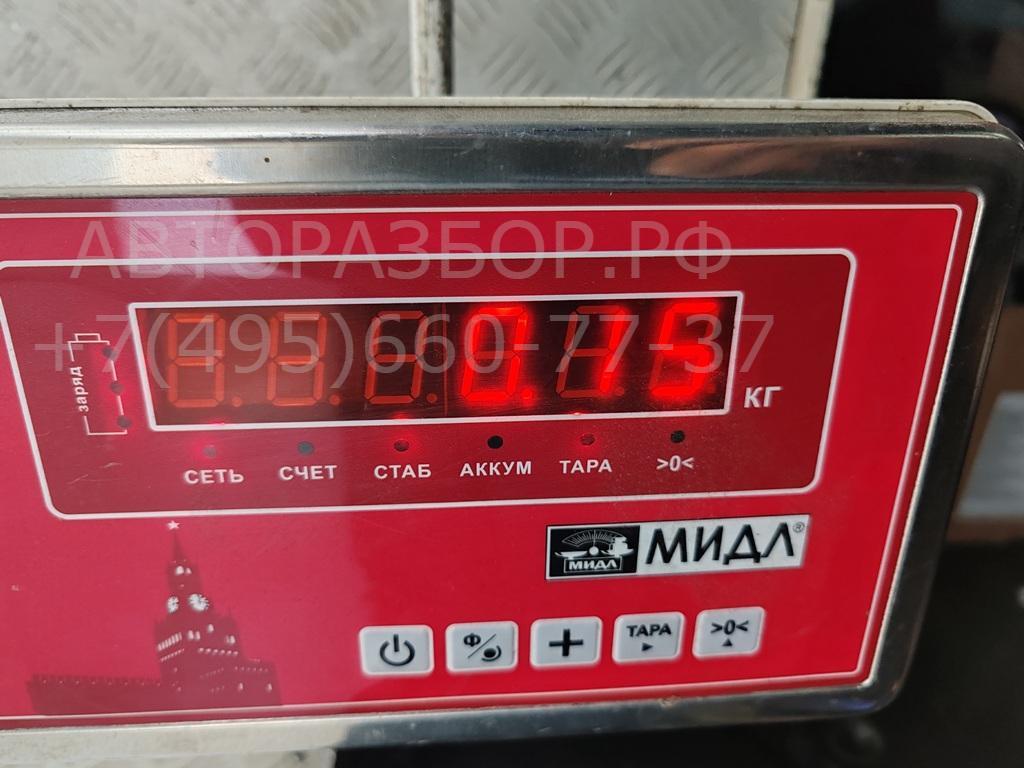 АВТОРАЗБОР.РФ
+7(495)660-77-37
заряд
0.75
КГ
СЕТЬ СЧЕТ СТАБ АККУМ ТАРА >0<
МИДЛ МИДЛ®
Ф + ТАРА >0<